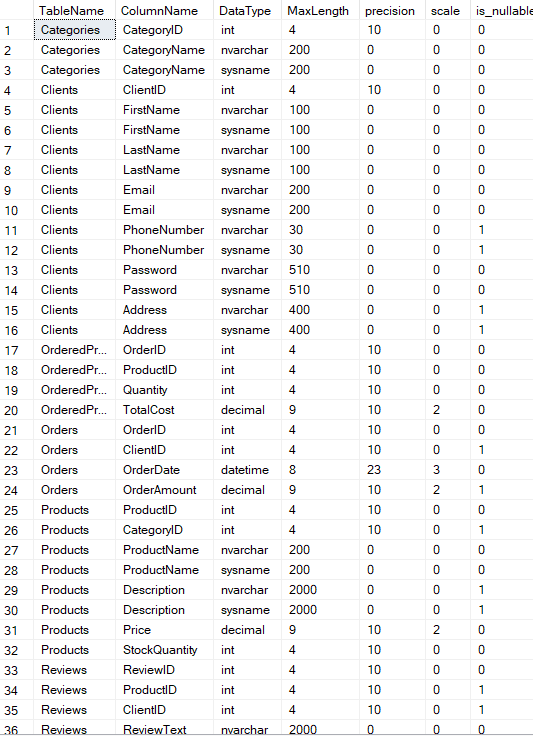 TableName ColumnName DataType MaxLength precision scale is_nullable
1 Categories CategoryID int 4 10 0 0
2 Categories CategoryName nvarchar 200 0 0 0
3 Categories CategoryName sysname 200 0 0 0
4 Clients ClientID int 4 10 0 0
5 Clients FirstName nvarchar 100 0 0 0
6 Clients FirstName sysname 100 0 0 0
7 Clients LastName nvarchar 100 0 0 0
8 Clients LastName sysname 100 0 0 0
9 Clients Email nvarchar 200 0 0 0
10 Clients Email sysname 200 0 0 0
11 Clients PhoneNumber nvarchar 30 0 0 1
12 Clients PhoneNumber sysname 30 0 0 1
13 Clients Password nvarchar 510 0 0 0
14 Clients Password sysname 510 0 0 0
15 Clients Address nvarchar 400 0 0 1
16 Clients Address sysname 400 0 0 1
17 OrderedPr... OrderID int 4 10 0 0
18 OrderedPr... ProductID int 4 10 0 0
19 OrderedPr... Quantity int 4 10 0 0
20 OrderedPr... TotalCost decimal 9 10 2 0
21 Orders OrderID int 4 10 0 0
22 Orders ClientID int 4 10 0 1
23 Orders OrderDate datetime 8 23 3 0
24 Orders OrderAmount decimal 9 10 2 1
25 Products ProductID int 4 10 0 0
26 Products CategoryID int 4 10 0 1
27 Products ProductName nvarchar 200 0 0 0
28 Products ProductName sysname 200 0 0 0
29 Products Description nvarchar 2000 0 0 1
30 Products Description sysname 2000 0 0 1
31 Products Price decimal 9 10 2 0
32 Products StockQuantity int 4 10 0 0
33 Reviews ReviewID int 4 10 0 0
34 Reviews ProductID int 4 10 0 1
35 Reviews ClientID int 4 10 0 1
36 Reviews ReviewText nvarchar 2000 0 0 0